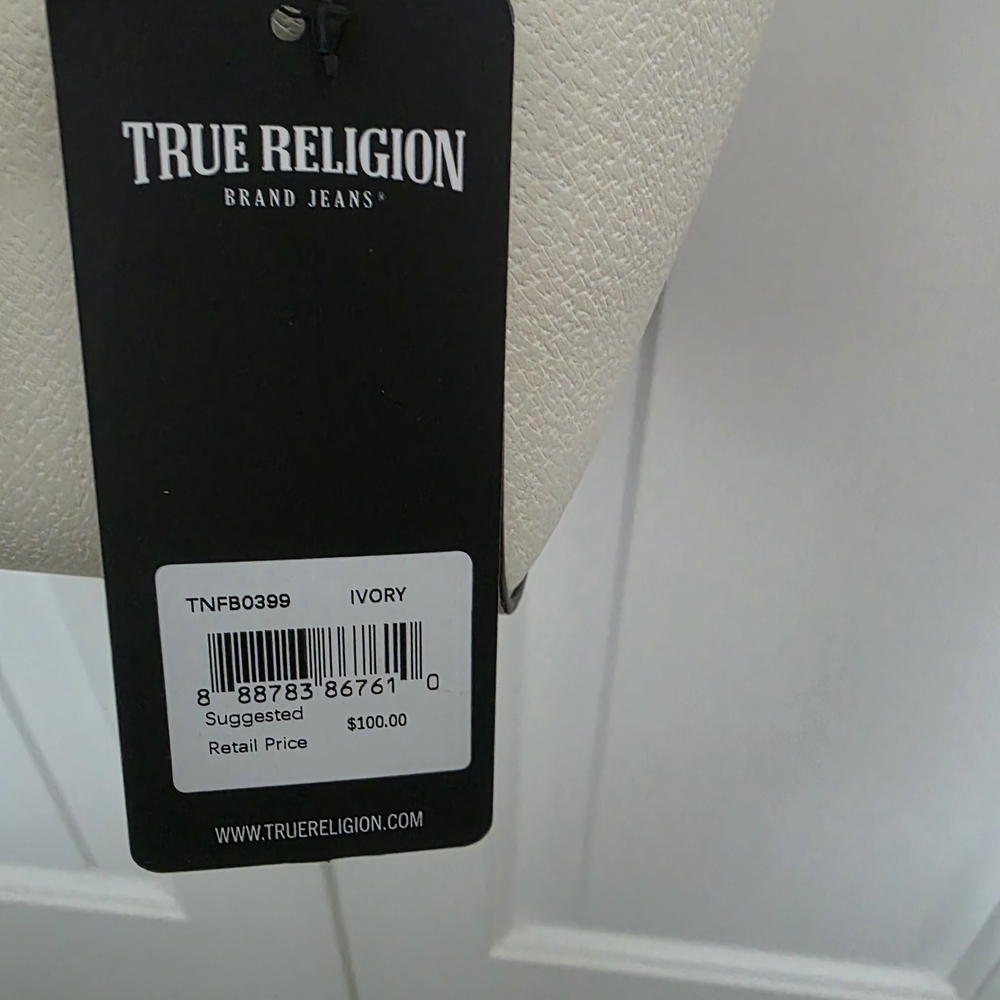 TRUE RELIGION
BRAND JEANS®
TNFB0399 IVORY
8 88783 86761 0
Suggested $100.00
Retail Price
WWW.TRUERELIGION.COM